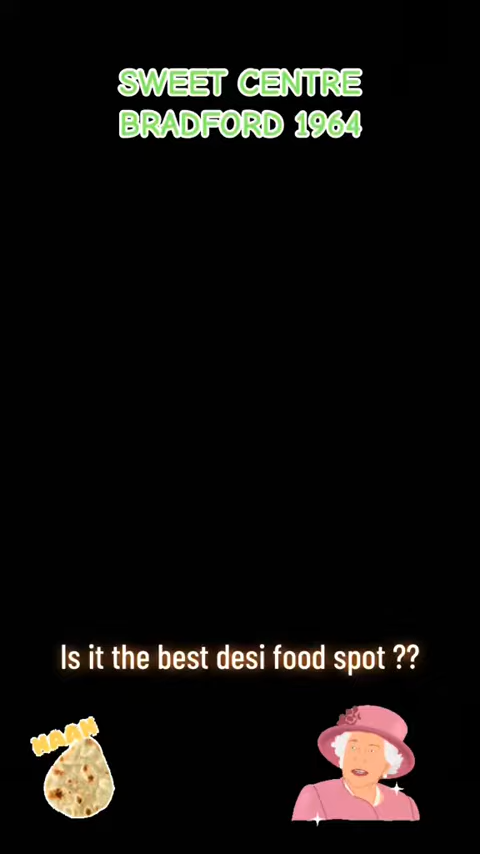 SWEET CENTRE
BRADFORD 1964
Is it the best desi food spot ??
NAAN